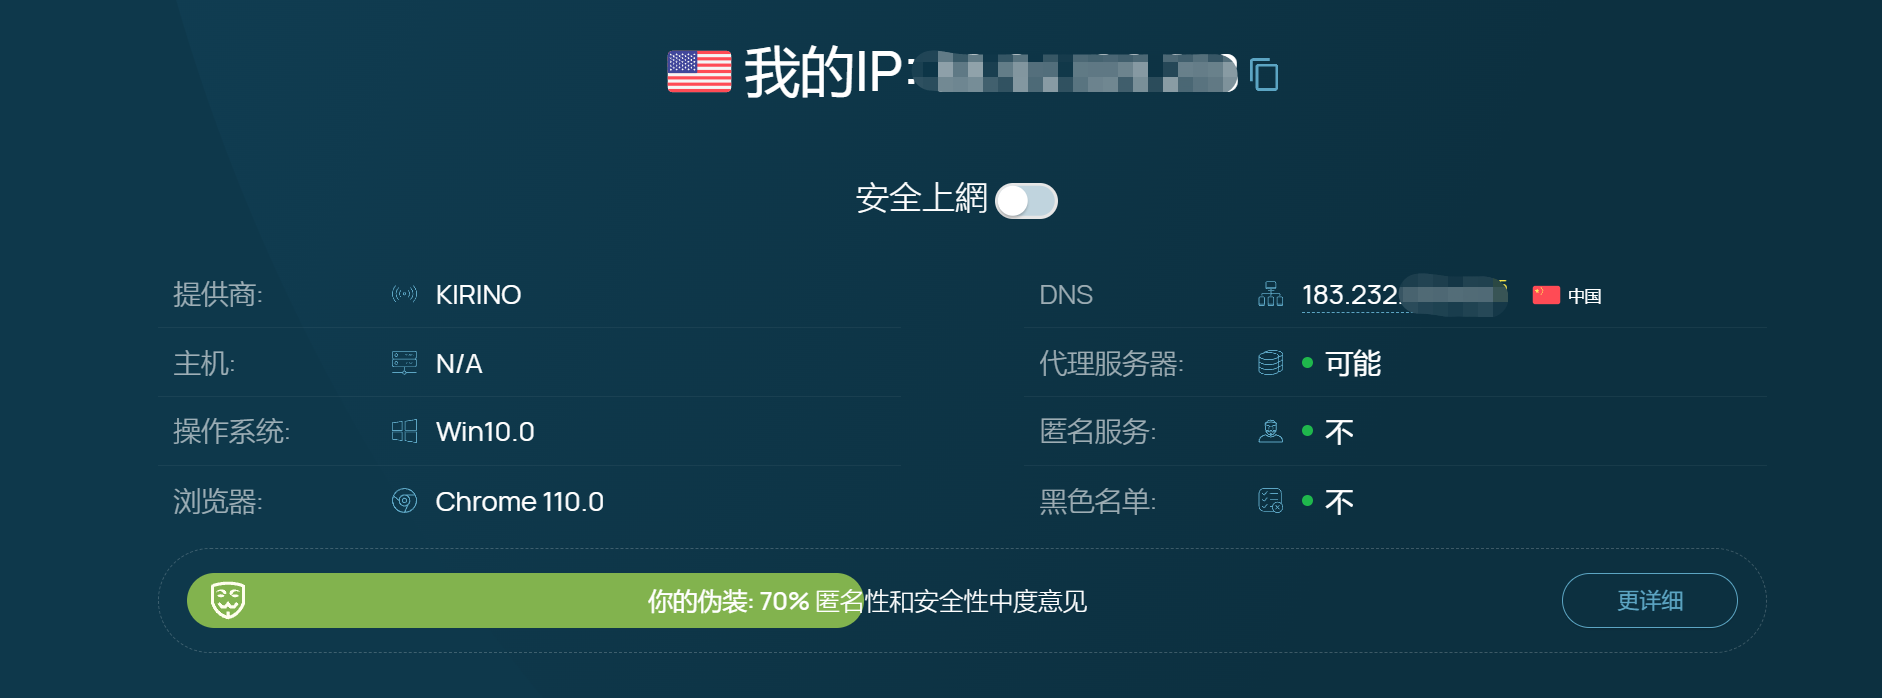 我的IP:
安全上網
提供商: KIRINO
主机: N/A
操作系统: Win10.0
浏览器: Chrome 110.0
DNS 183.232. 中国
代理服务器: 可能
匿名服务: 不
黑色名单: 不
你的伪装: 70% 匿名性和安全性中度意见
更详细